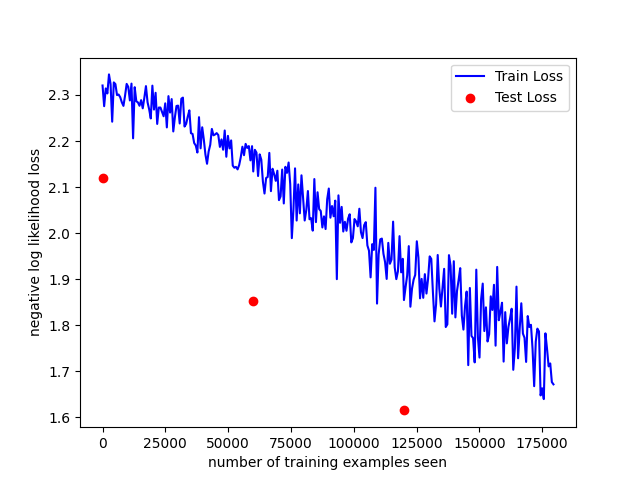 Train Loss
Test Loss
2.3
2.2
2.1
2.0
1.9
1.8
1.7
1.6
negative log likelihood loss
0 25000 50000 75000 100000 125000 150000 175000
number of training examples seen